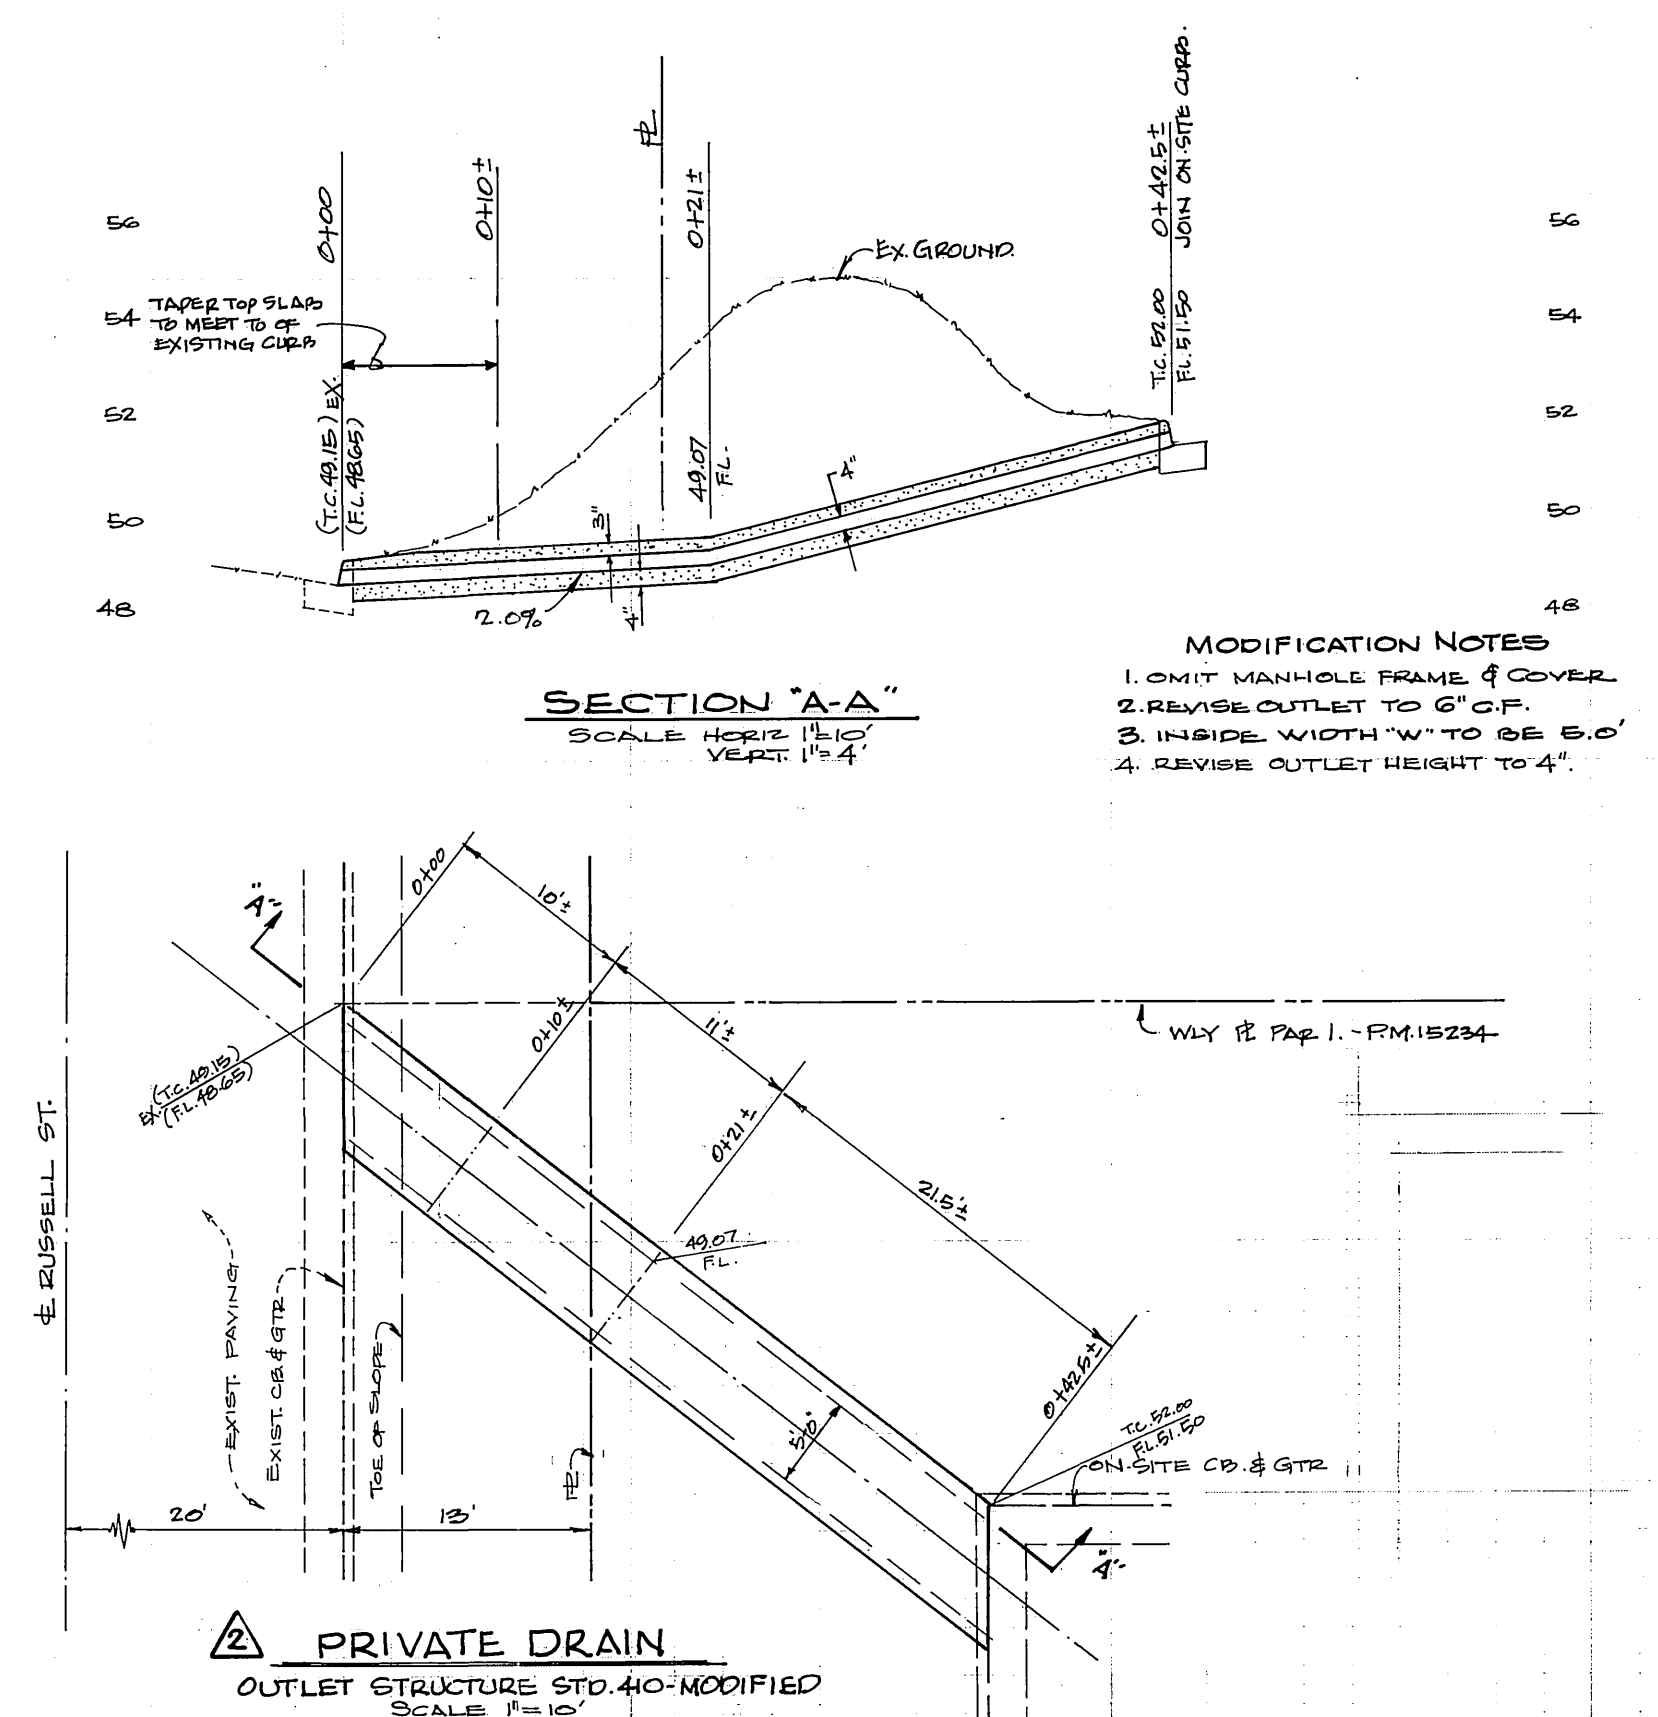 0+00
0+10±
PL
0+21±
T.C. 52.00 0+42.5±
F.L. 51.50 JOIN ON-SITE CURB.
56
56
EX. GROUND.
TAPER TOP SLAB
TO MEET TO OF
EXISTING CURB
54
54
52
52
(T.C. 49.15) EX.
(F.L. 48.65)
49.07
F.L.
4"
50
50
3"
2.0%
4"
48
48
SECTION "A-A"
SCALE HORIZ 1"=10'
VERT. 1"=4'
MODIFICATION NOTES
1. OMIT MANHOLE FRAME & COVER
2. REVISE OUTLET TO 6" C.F.
3. INSIDE WIDTH "W" TO BE 5.0'
4. REVISE OUTLET HEIGHT TO 4".
"A"
0+00
10'±
0+10±
11'±
0+21±
21.5'±
0+42.5±
WLY PL PAR 1. - P.M. 15234
EX. (T.C. 49.15)
(F.L. 48.65)
49.07
F.L.
℄ RUSSELL ST.
EXIST. PAVING
EXIST. CB. & GTR
TOE OF SLOPE
PL
5'-0"
T.C. 52.00
F.L. 51.50
ON-SITE CB. & GTR
"A"
20'
13'
2 PRIVATE DRAIN
OUTLET STRUCTURE STD. 410-MODIFIED
SCALE 1"=10'